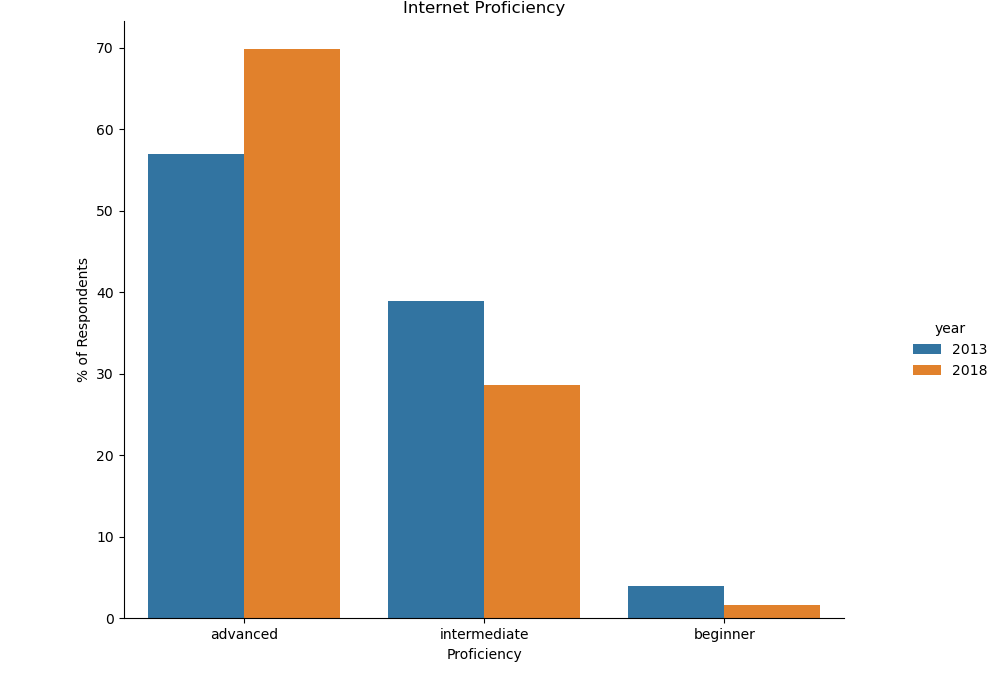 Internet Proficiency
% of Respondents
70
60
50
40
30
20
10
0
advanced intermediate beginner
Proficiency
year
2013
2018